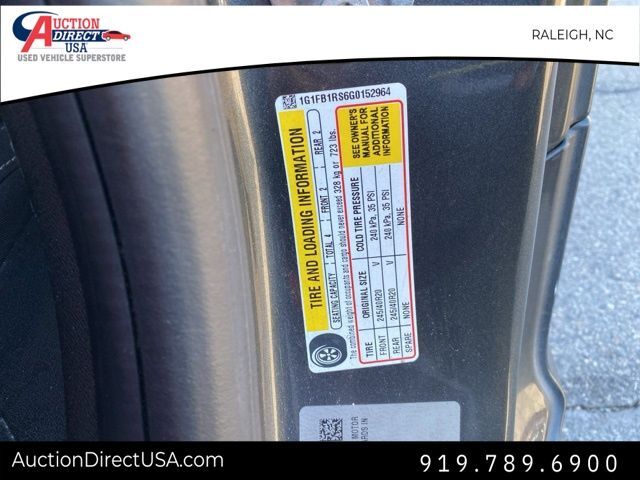 AUCTION
DIRECT
USA
USED VEHICLE SUPERSTORE
RALEIGH, NC
1G1FB1RS6G0152964
TIRE AND LOADING INFORMATION
SEATING CAPACITY TOTAL 4 FRONT 2 REAR 2
The combined weight of occupants and cargo should never exceed 328 kg or 723 lbs.
TIRE ORIGINAL SIZE COLD TIRE PRESSURE
FRONT 245/40R20 V 240 kPa, 35 PSI
REAR 245/40R20 V 240 kPa, 35 PSI
SPARE NONE NONE
SEE OWNER'S
MANUAL FOR
ADDITIONAL
INFORMATION
MOTOR
ARDS IN
AuctionDirectUSA.com
919.789.6900